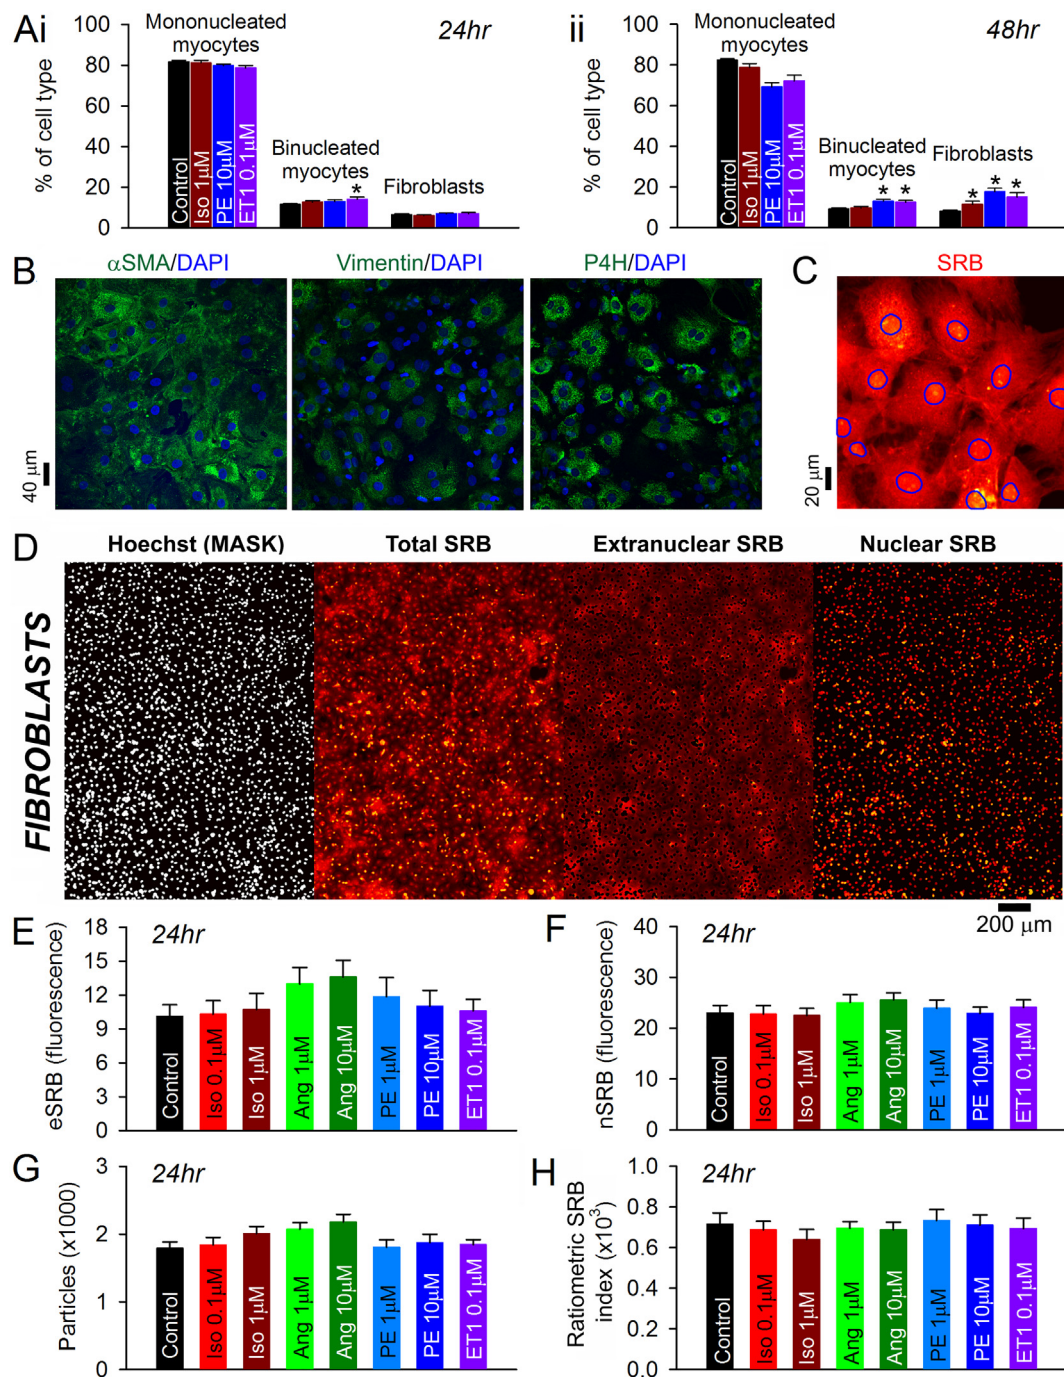 Ai
24hr
Mononucleated
myocytes
% of cell type
80
60
40
20
0
Control
Iso 1μM
PE 10μM
ET1 0.1μM
Binucleated
myocytes
*
Fibroblasts
ii
48hr
Mononucleated
myocytes
% of cell type
80
60
40
20
0
Control
Iso 1μM
PE 10μM
ET1 0.1μM
Binucleated
myocytes
* *
Fibroblasts
* * *
B
αSMA/DAPI
Vimentin/DAPI
P4H/DAPI
40 μm
C
SRB
20 μm
D
Hoechst (MASK)
Total SRB
Extranuclear SRB
Nuclear SRB
FIBROBLASTS
200 μm
E
24hr
eSRB (fluorescence)
18
15
12
9
6
3
0
Control
Iso 0.1μM
Iso 1μM
Ang 1μM
Ang 10μM
PE 1μM
PE 10μM
ET1 0.1μM
F
24hr
nSRB (fluorescence)
40
30
20
10
0
Control
Iso 0.1μM
Iso 1μM
Ang 1μM
Ang 10μM
PE 1μM
PE 10μM
ET1 0.1μM
G
24hr
Particles (x1000)
3
2
1
0
Control
Iso 0.1μM
Iso 1μM
Ang 1μM
Ang 10μM
PE 1μM
PE 10μM
ET1 0.1μM
H
24hr
Ratiometric SRB
index (x10³)
1.0
0.8
0.6
0.4
0.2
0.0
Control
Iso 0.1μM
Iso 1μM
Ang 1μM
Ang 10μM
PE 1μM
PE 10μM
ET1 0.1μM